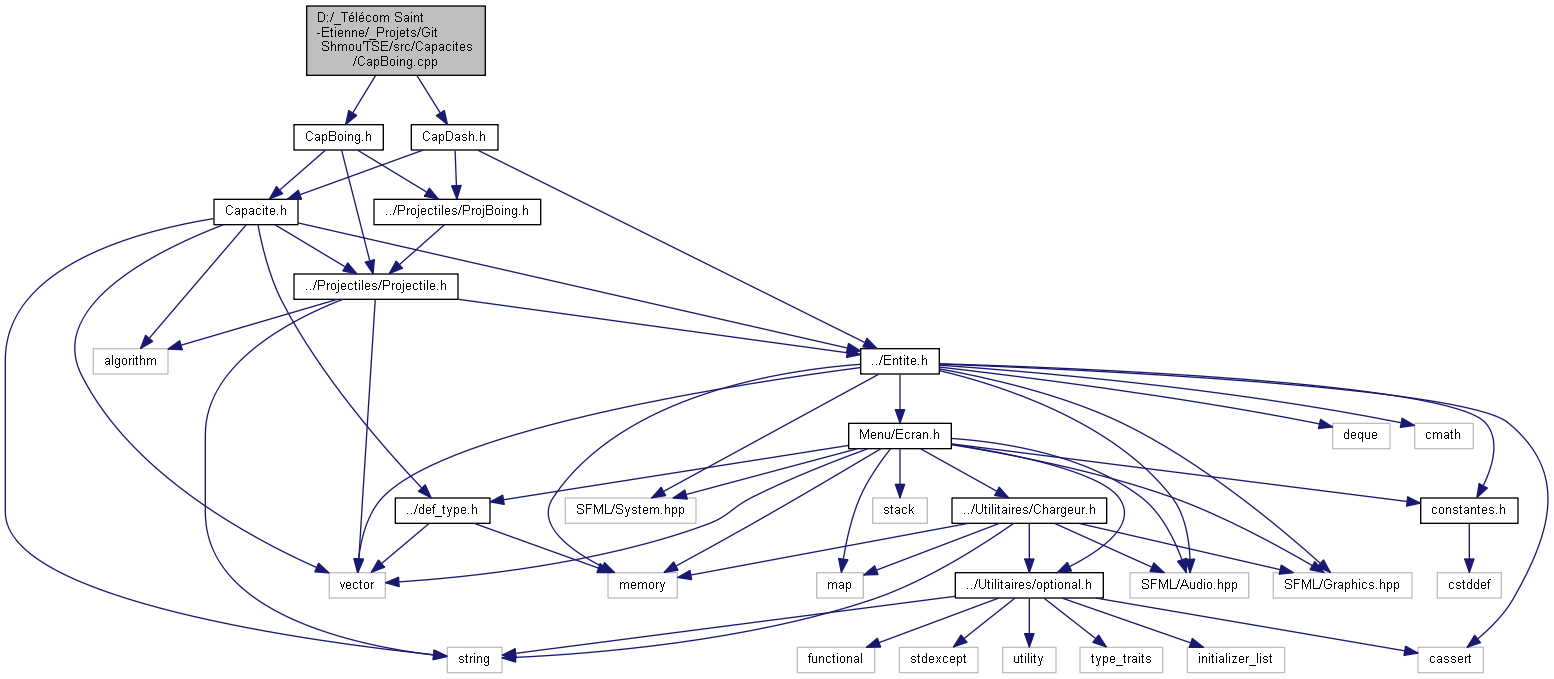 D:/_Télécom Saint
-Etienne/_Projets/Git
Shmou'TSE/src/Capacites
/CapBoing.cpp
CapBoing.h
CapDash.h
Capacite.h
../Projectiles/ProjBoing.h
../Projectiles/Projectile.h
algorithm
../Entite.h
Menu/Ecran.h
deque
cmath
../def_type.h
SFML/System.hpp
stack
../Utilitaires/Chargeur.h
constantes.h
vector
memory
map
../Utilitaires/optional.h
SFML/Audio.hpp
SFML/Graphics.hpp
cstddef
string
functional
stdexcept
utility
type_traits
initializer_list
cassert